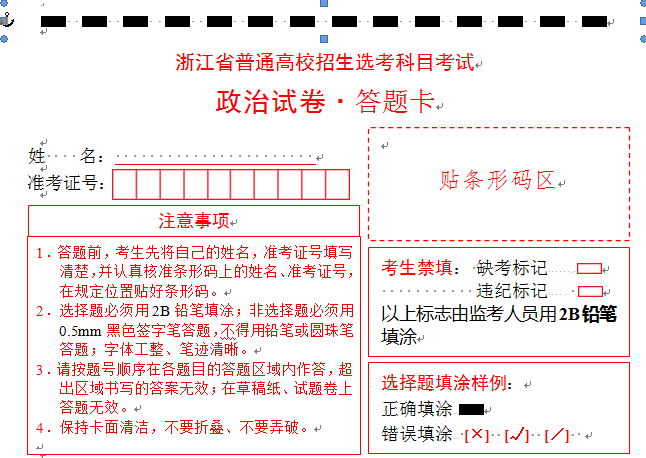 浙江省普通高校招生选考科目考试
政治试卷·答题卡
姓 名：
准考证号：
贴条形码区
注意事项
1．答题前，考生先将自己的姓名，准考证号填写
清楚，并认真核准条形码上的姓名、准考证号，
在规定位置贴好条形码。
2．选择题必须用2B铅笔填涂；非选择题必须用
0.5mm黑色签字笔答题，不得用铅笔或圆珠笔
答题；字体工整、笔迹清晰。
3．请按题号顺序在各题目的答题区域内作答，超
出区域书写的答案无效；在草稿纸、试题卷上
答题无效。
4．保持卡面清洁，不要折叠、不要弄破。
考生禁填： 缺考标记
违纪标记
以上标志由监考人员用2B铅笔
填涂
选择题填涂样例：
正确填涂
错误填涂 [×] [√] [／]